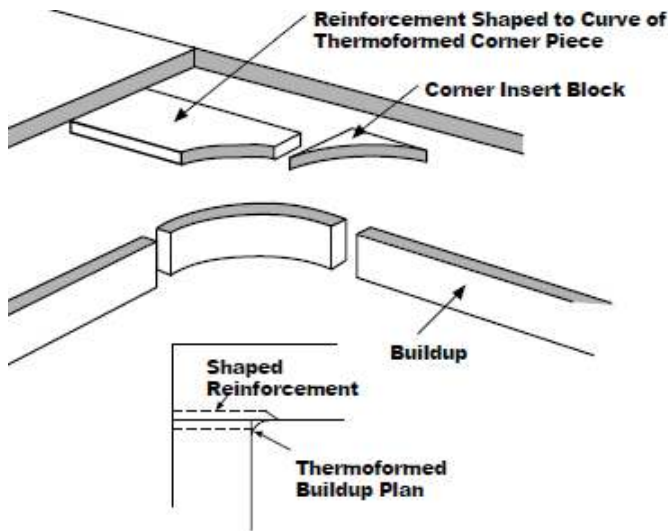 Reinforcement Shaped to Curve of
Thermoformed Corner Piece
Corner Insert Block
Buildup
Shaped
Reinforcement
Thermoformed
Buildup Plan